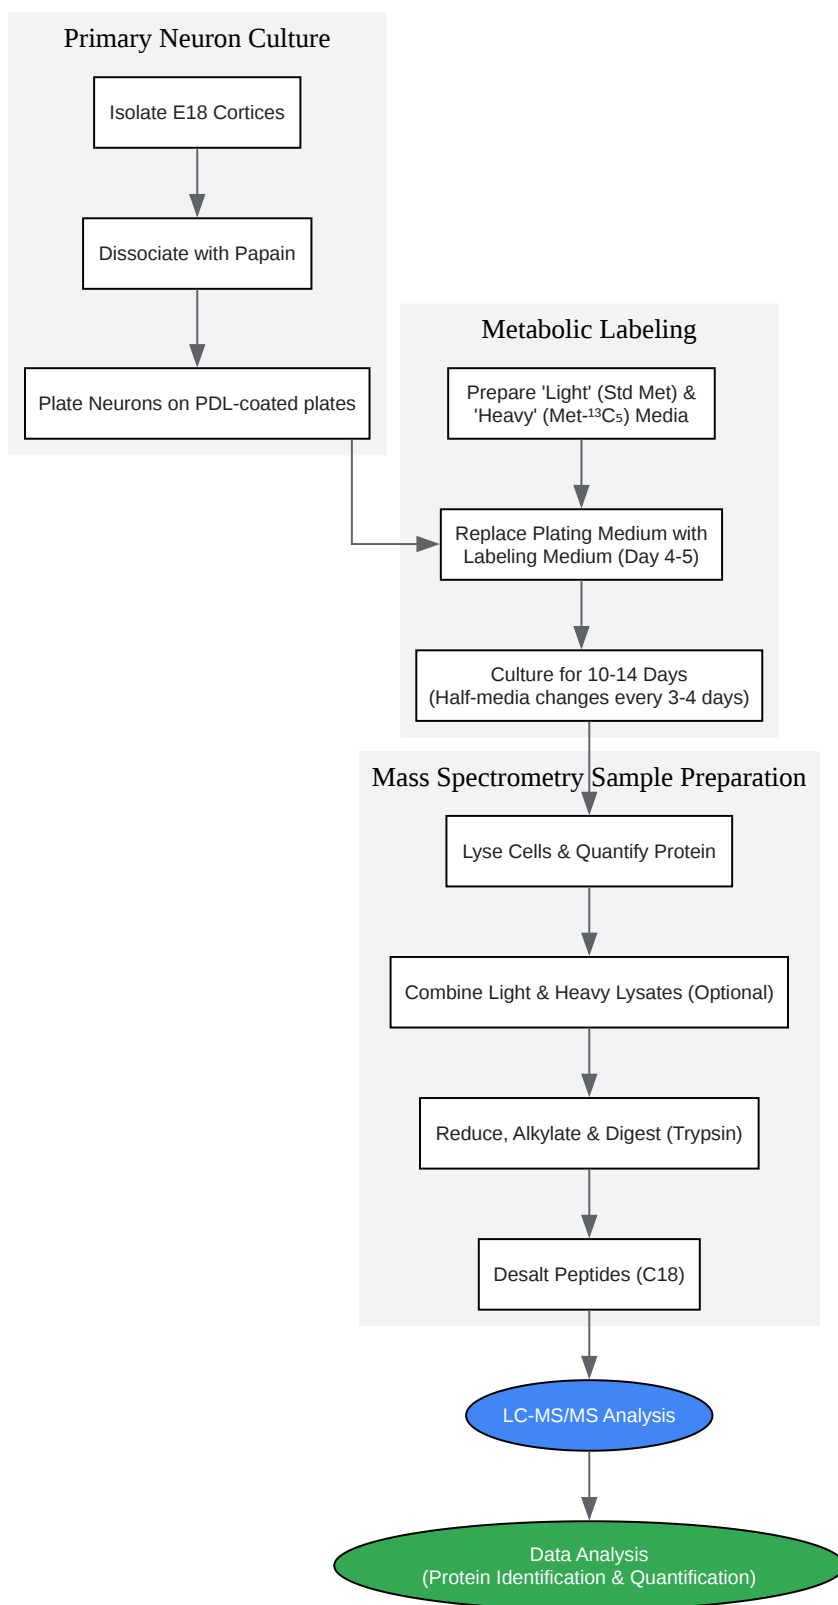 Primary Neuron Culture
Isolate E18 Cortices
Dissociate with Papain
Plate Neurons on PDL-coated plates
Metabolic Labeling
Prepare 'Light' (Std Met) &
'Heavy' (Met-¹³C₅) Media
Replace Plating Medium with
Labeling Medium (Day 4-5)
Culture for 10-14 Days
(Half-media changes every 3-4 days)
Mass Spectrometry Sample Preparation
Lyse Cells & Quantify Protein
Combine Light & Heavy Lysates (Optional)
Reduce, Alkylate & Digest (Trypsin)
Desalt Peptides (C18)
LC-MS/MS Analysis
Data Analysis
(Protein Identification & Quantification)